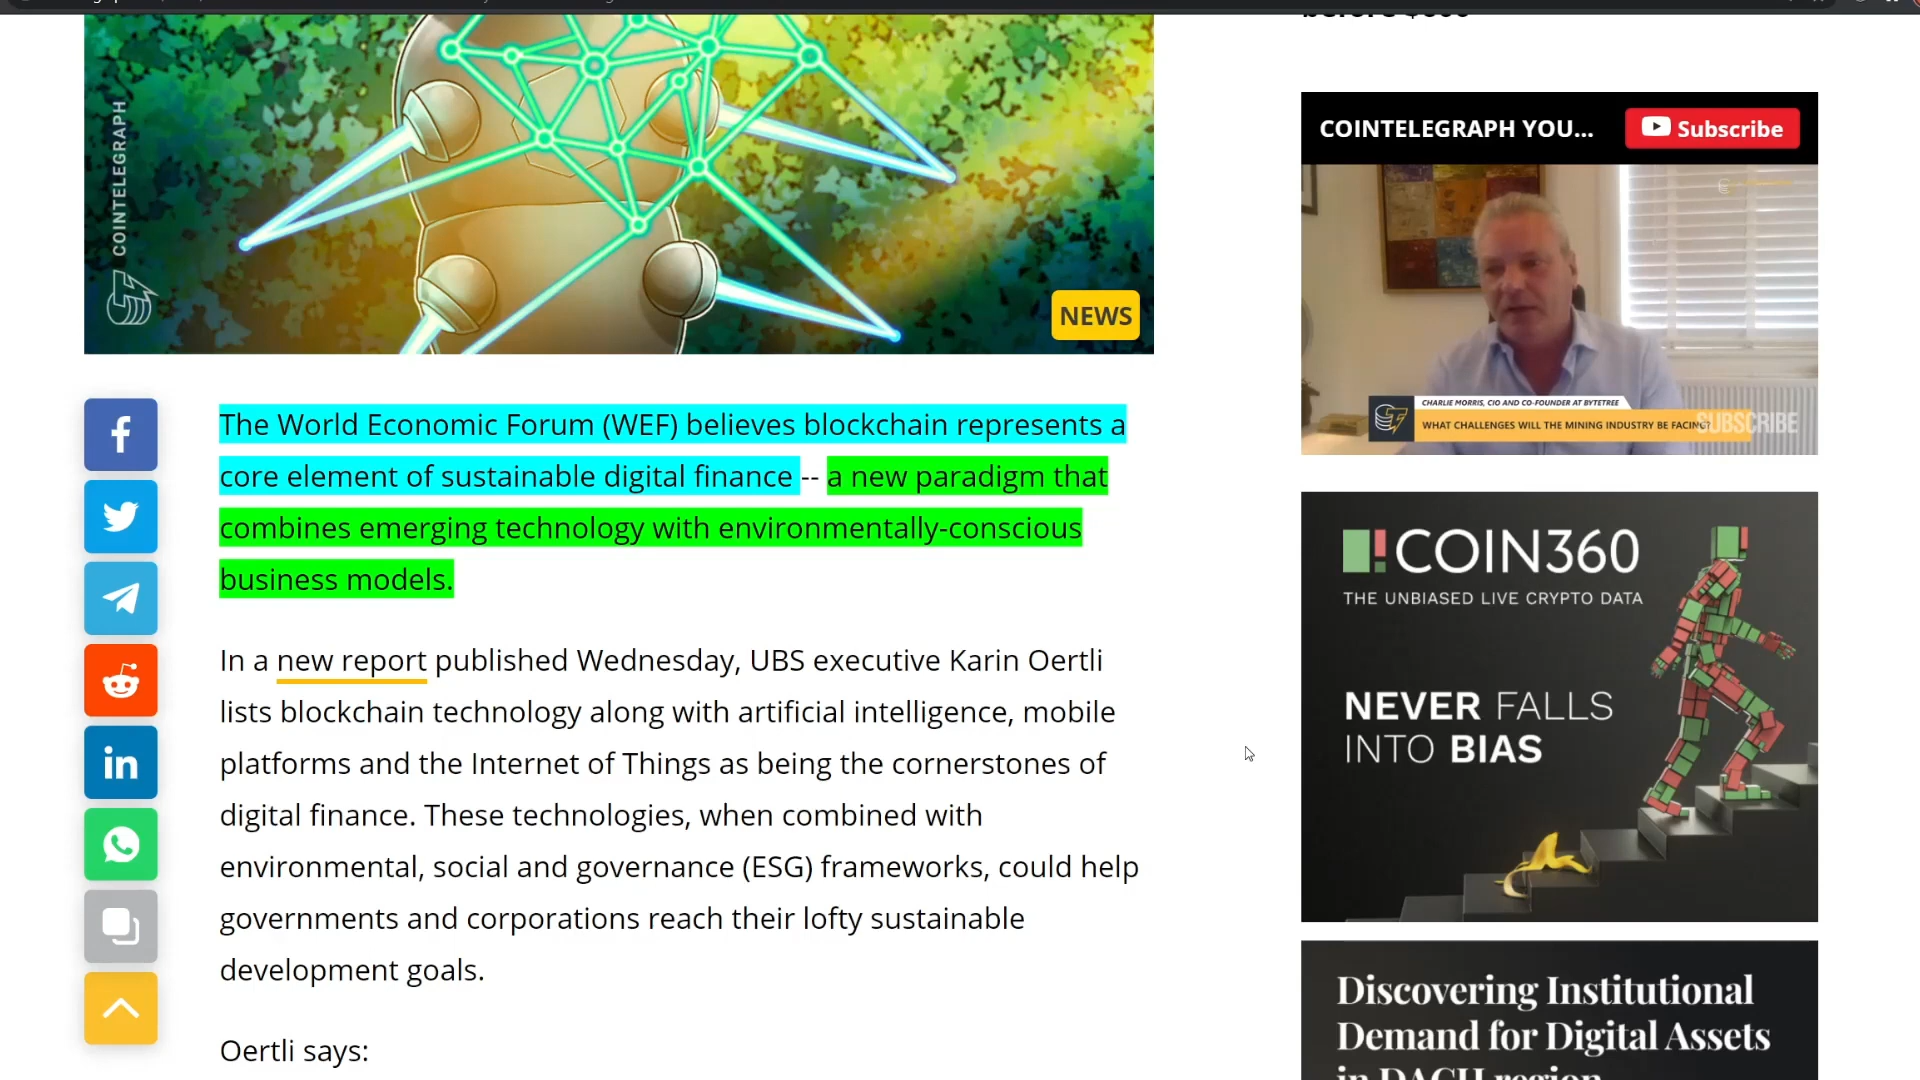 COINTELEGRAPH
NEWS
The World Economic Forum (WEF) believes blockchain represents a
core element of sustainable digital finance -- a new paradigm that
combines emerging technology with environmentally-conscious
business models.
In a new report published Wednesday, UBS executive Karin Oertli
lists blockchain technology along with artificial intelligence, mobile
platforms and the Internet of Things as being the cornerstones of
digital finance. These technologies, when combined with
environmental, social and governance (ESG) frameworks, could help
governments and corporations reach their lofty sustainable
development goals.
Oertli says:
COINTELEGRAPH YOU...
Subscribe
CHARLIE MORRIS, CIO AND CO-FOUNDER AT BYTETREE
WHAT CHALLENGES WILL THE MINING INDUSTRY BE FACING?
SUBSCRIBE
COIN360
THE UNBIASED LIVE CRYPTO DATA
NEVER FALLS
INTO BIAS
Discovering Institutional
Demand for Digital Assets
in DACH region